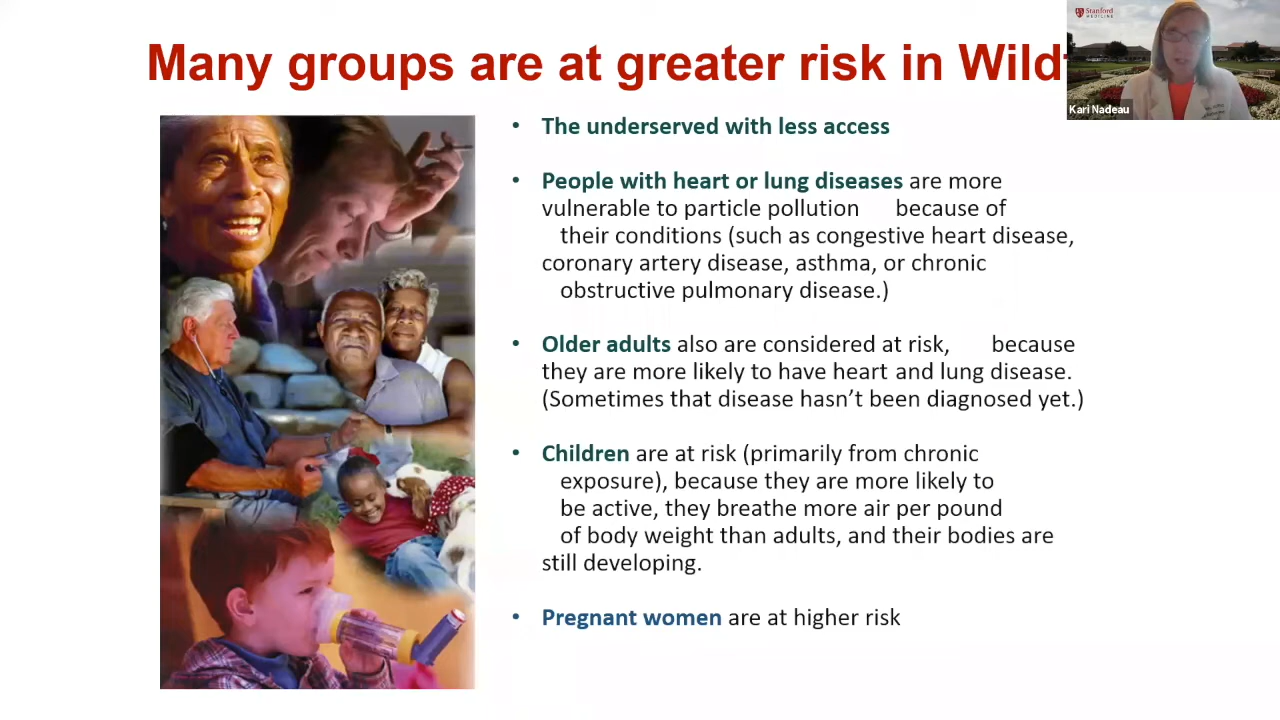 Many groups are at greater risk in Wild
Stanford
MEDICINE
Kari Nadeau
• The underserved with less access
• People with heart or lung diseases are more
vulnerable to particle pollution because of
their conditions (such as congestive heart disease,
coronary artery disease, asthma, or chronic
obstructive pulmonary disease.)
• Older adults also are considered at risk, because
they are more likely to have heart and lung disease.
(Sometimes that disease hasn’t been diagnosed yet.)
• Children are at risk (primarily from chronic
exposure), because they are more likely to
be active, they breathe more air per pound
of body weight than adults, and their bodies are
still developing.
• Pregnant women are at higher risk